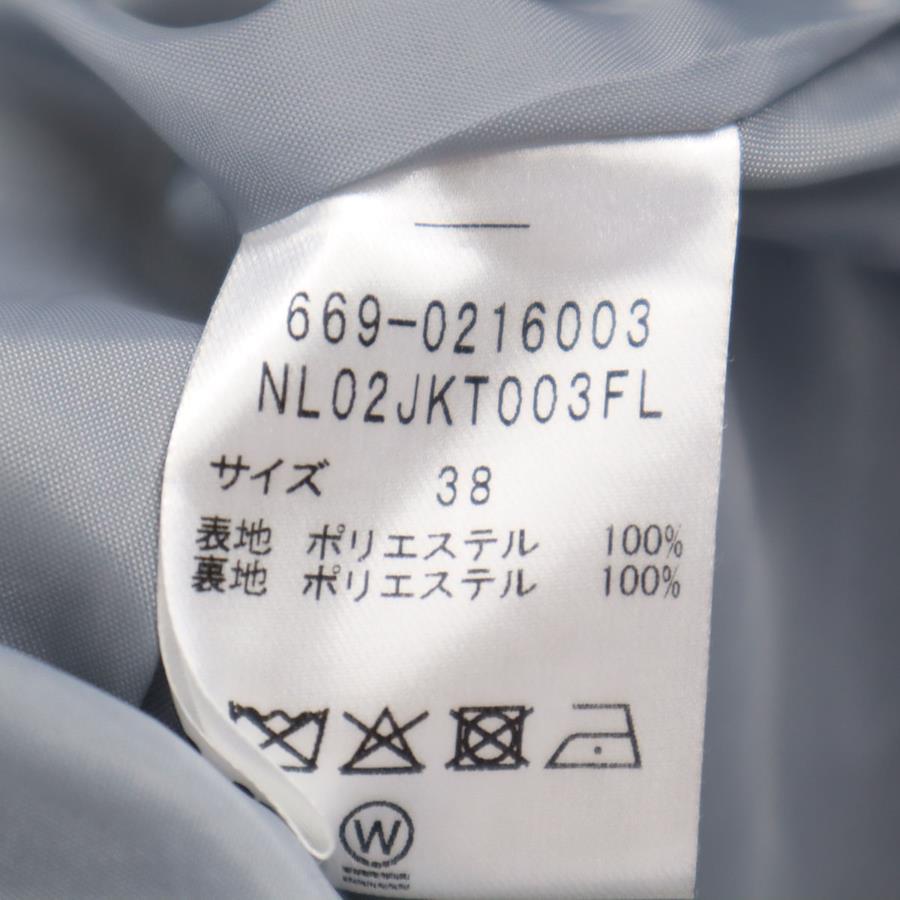 669-0216003
NL02JKT003FL
サイズ 38
表地 ポリエステル 100%
裏地 ポリエステル 100%
W